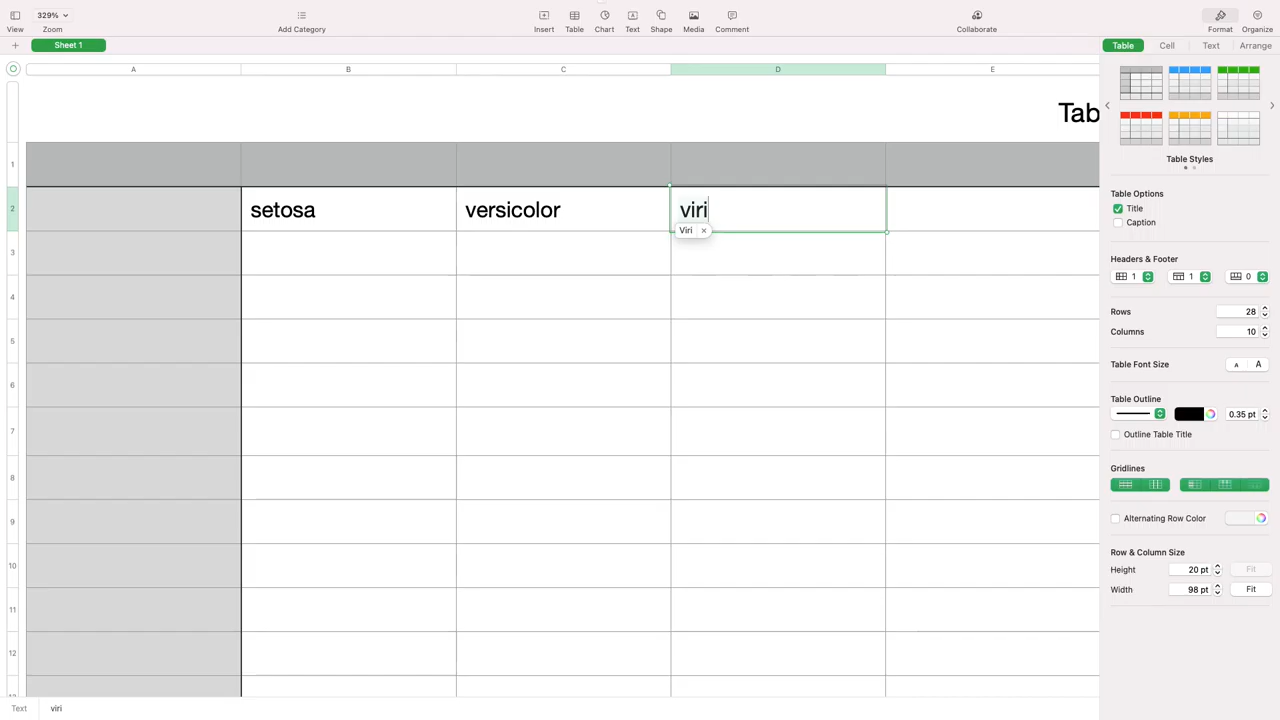 329%
View
Zoom
Add Category
Insert
Table
Chart
Text
Shape
Media
Comment
Collaborate
Format
Organize
Sheet 1
Table
Cell
Text
Arrange
A
B
C
D
E
Tab
1
2
setosa
versicolor
viri
Viri ×
3
4
5
6
7
8
9
10
11
12
Table Styles
Table Options
Title
Caption
Headers & Footer
1
1
0
Rows
28
Columns
10
Table Font Size
A
A
Table Outline
0.35 pt
Outline Table Title
Gridlines
Alternating Row Color
Row & Column Size
Height
20 pt
Fit
Width
98 pt
Fit
Text
viri